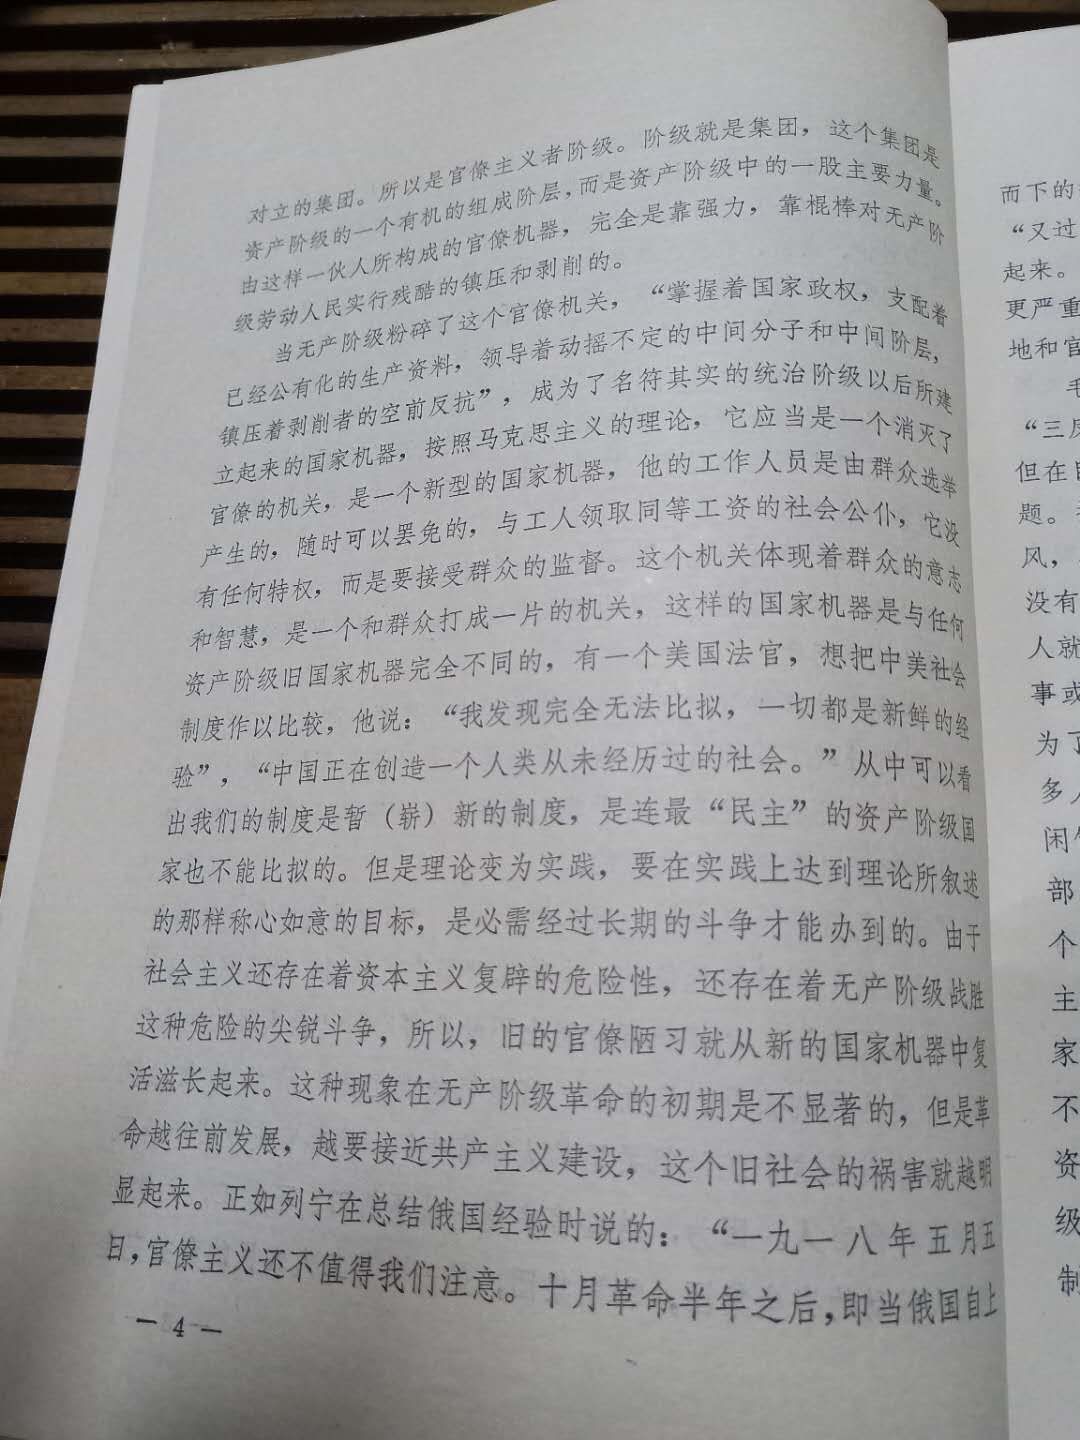 对立的集团。所以是官僚主义者阶级。阶级就是集团，这个集团是
资产阶级的一个有机的组成阶层，而是资产阶级中的一股主要力量。
由这样一伙人所构成的官僚机器，完全是靠强力，靠棍棒对无产阶
级劳动人民实行残酷的镇压和剥削的。
当无产阶级粉碎了这个官僚机关，“掌握着国家政权，支配着
已经公有化的生产资料，领导着动摇不定的中间分子和中间阶层，
镇压着剥削者的空前反抗”，成为了名符其实的统治阶级以后所建
立起来的国家机器，按照马克思主义的理论，它应当是一个消灭了
官僚的机关，是一个新型的国家机器，他的工作人员是由群众选举
产生的，随时可以罢免的，与工人领取同等工资的社会公仆，它没
有任何特权，而是要接受群众的监督。这个机关体现着群众的意志
和智慧，是一个和群众打成一片的机关，这样的国家机器是与任何
资产阶级旧国家机器完全不同的，有一个美国法官，想把中美社会
制度作以比较，他说：“我发现完全无法比拟，一切都是新鲜的经
验”，“中国正在创造一个人类从未经历过的社会。”从中可以看
出我们的制度是暂（崭）新的制度，是连最“民主”的资产阶级国
家也不能比拟的。但是理论变为实践，要在实践上达到理论所叙述
的那样称心如意的目标，是必需经过长期的斗争才能办到的。由于
社会主义还存在着资本主义复辟的危险性，还存在着无产阶级战胜
这种危险的尖锐斗争，所以，旧的官僚陋习就从新的国家机器中复
活滋长起来。这种现象在无产阶级革命的初期是不显著的，但是革
命越往前发展，越要接近共产主义建设，这个旧社会的祸害就越明
显起来。正如列宁在总结俄国经验时说的：“一九一八年五月五
日，官僚主义还不值得我们注意。十月革命半年之后，即当俄国自上
— 4 —
而下的
“又过
起来。
更严重
地和官
毛
“三反
但在
题。
风，
没有
人就
事或
为了
多
闲
部
个
主
家
不
资
级
制